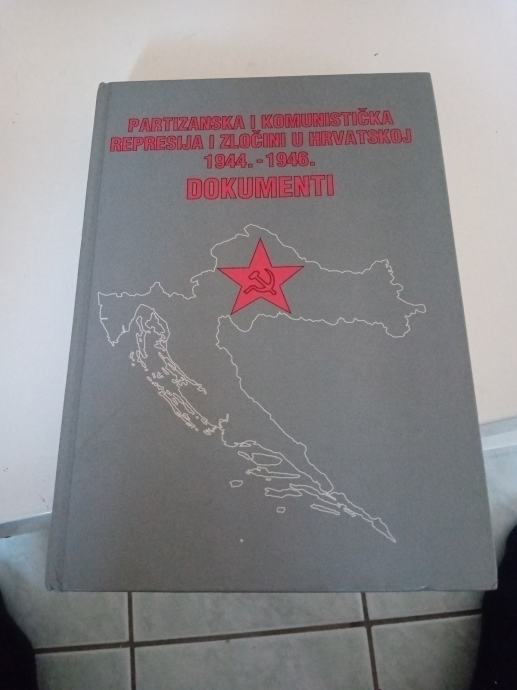 PARTIZANSKA I KOMUNISTIČKA
REPRESIJA I ZLOČINI U HRVATSKOJ
1944.-1946.
DOKUMENTI